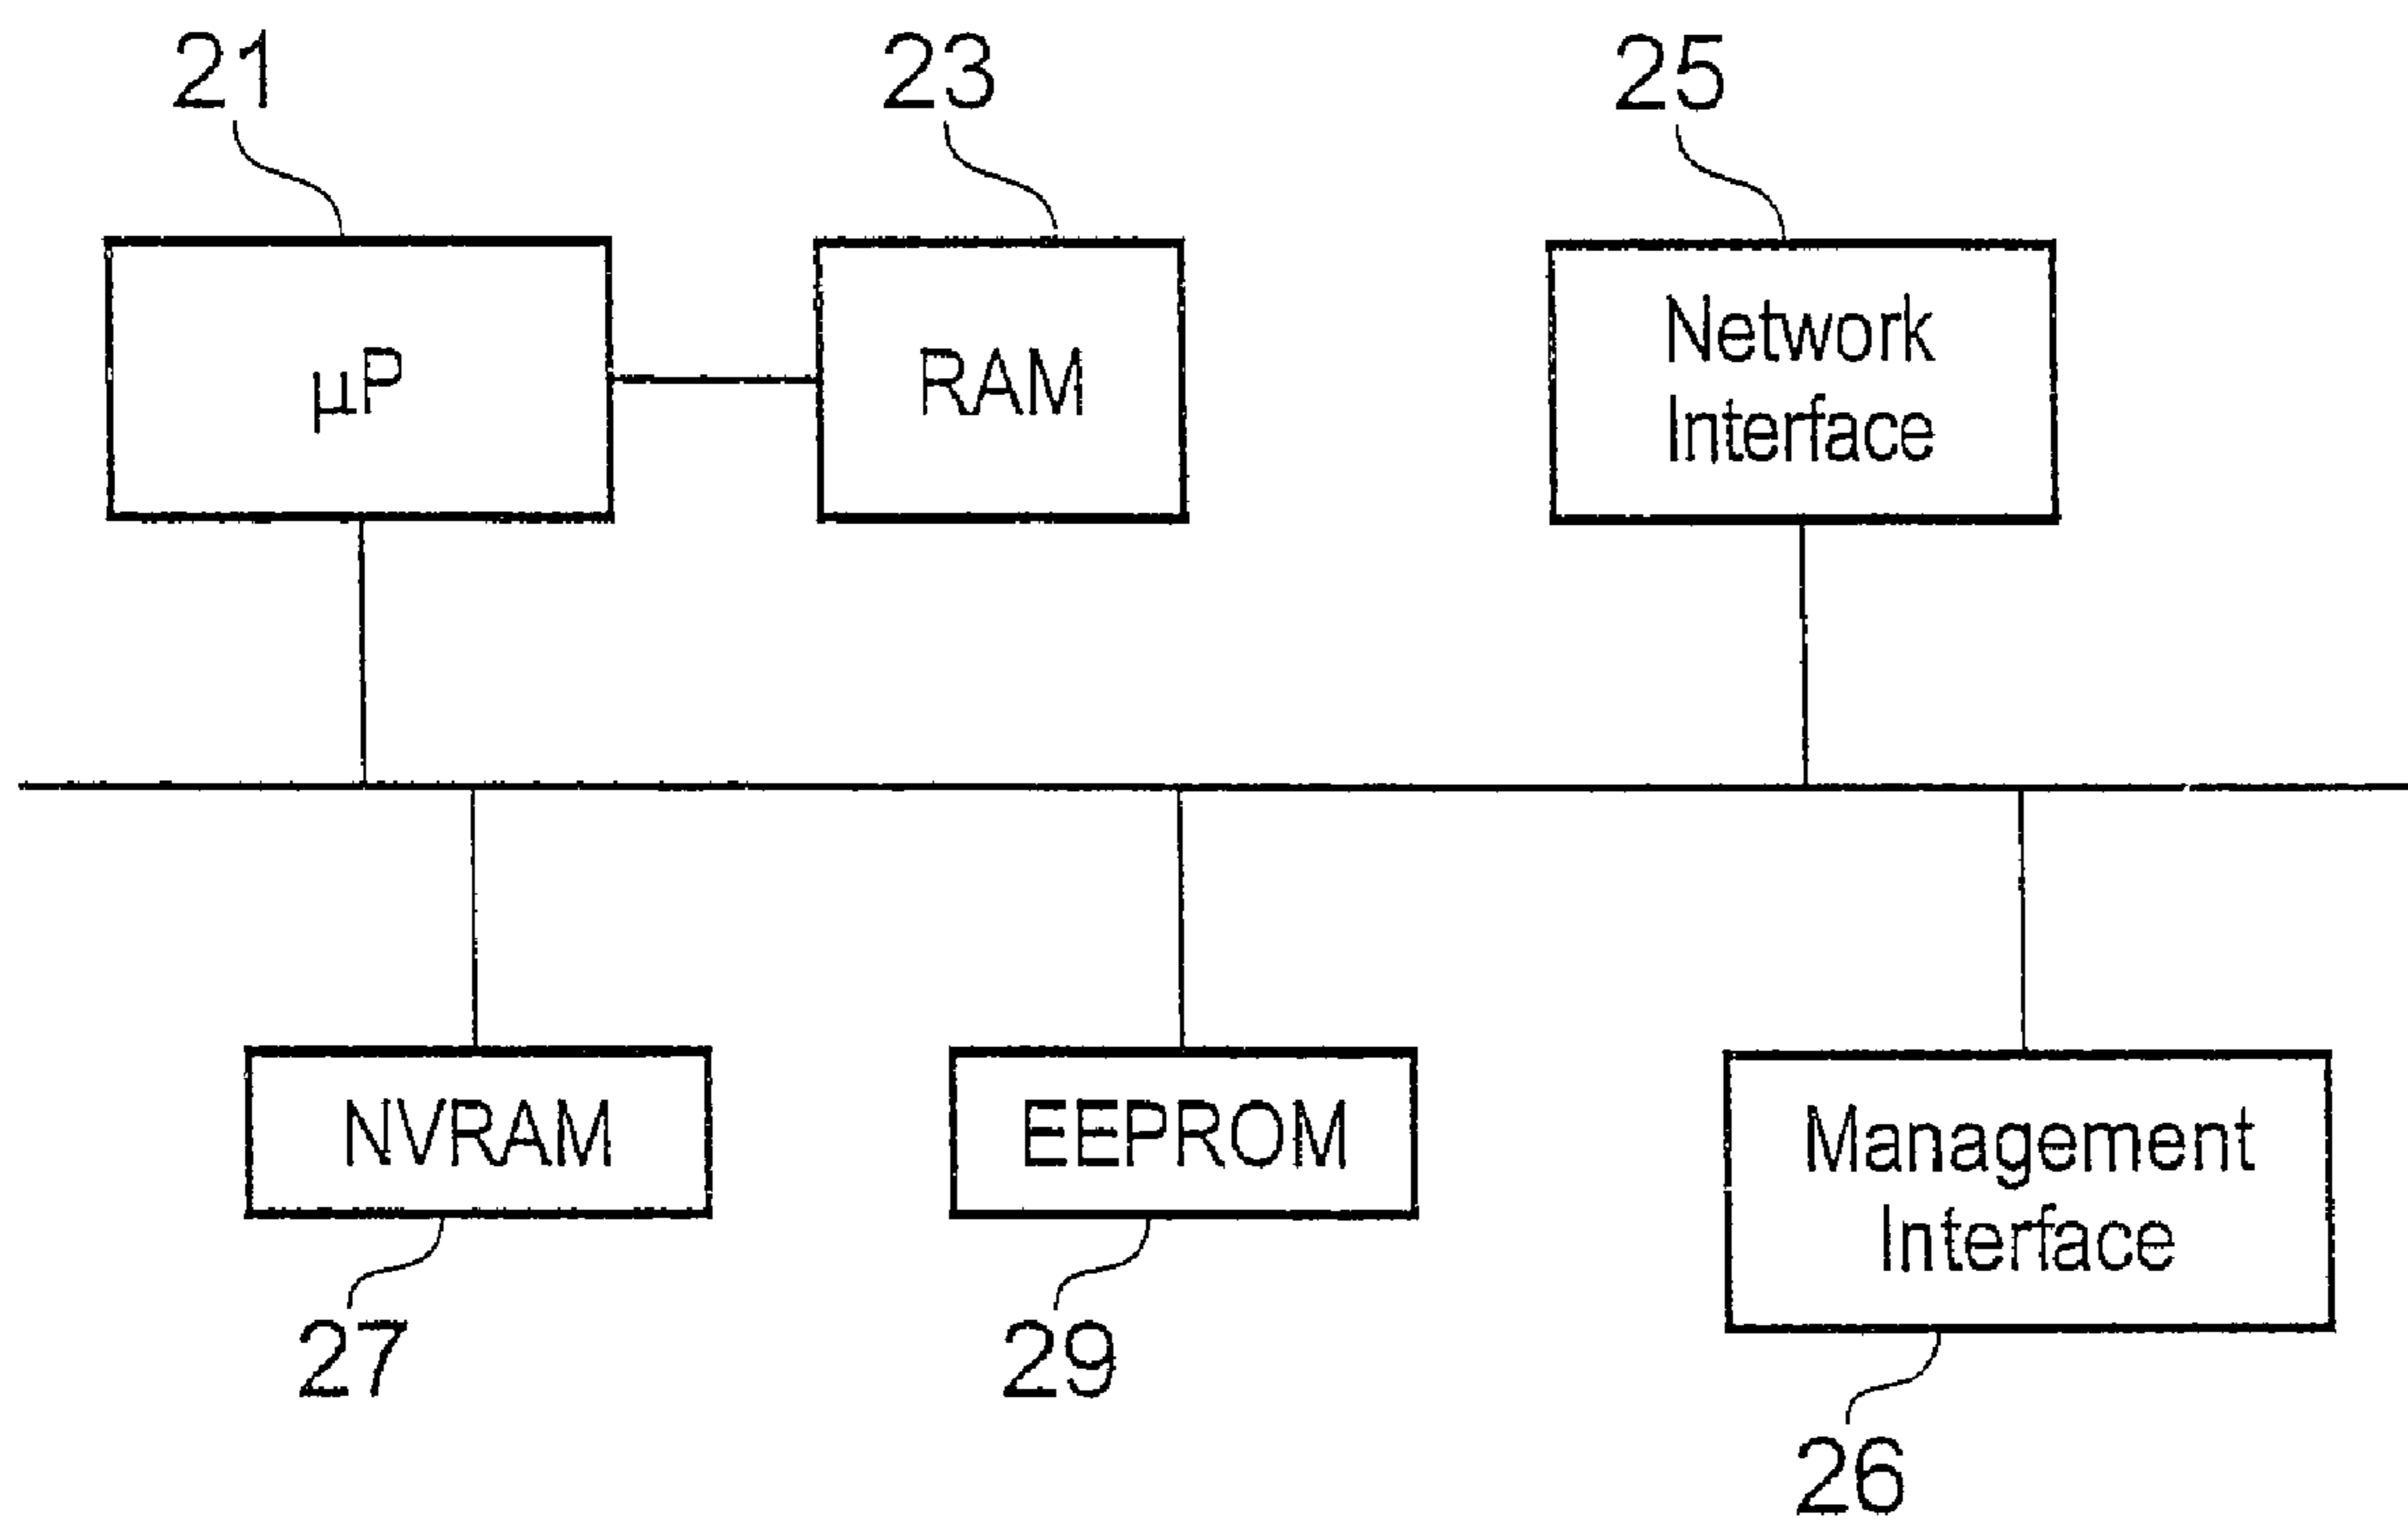 21
23
25
µP
RAM
Network
Interface
NVRAM
EEPROM
Management
Interface
27
29
26